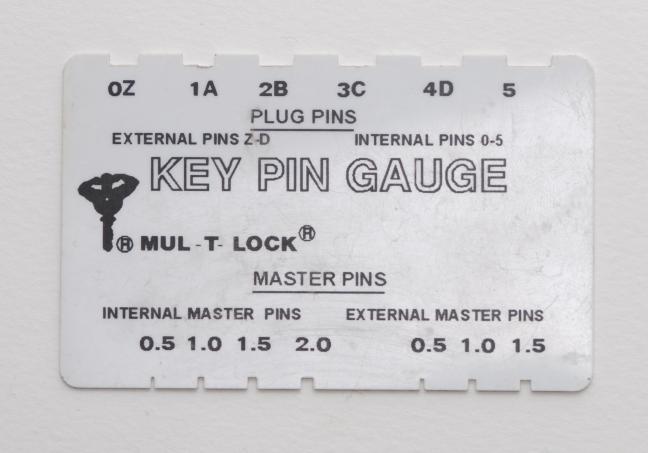 0Z 1A 2B 3C 4D 5
PLUG PINS
EXTERNAL PINS Z-D INTERNAL PINS 0-5
KEY PIN GAUGE
® MUL-T-LOCK®
MASTER PINS
INTERNAL MASTER PINS EXTERNAL MASTER PINS
0.5 1.0 1.5 2.0 0.5 1.0 1.5